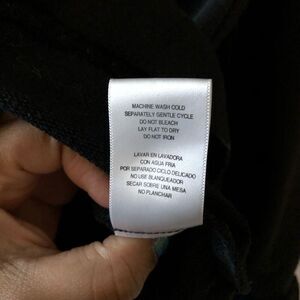 MACHINE WASH COLD
SEPARATELY GENTLE CYCLE
DO NOT BLEACH
LAY FLAT TO DRY
DO NOT IRON
LAVAR EN LAVADORA
CON AGUA FRIA
POR SEPARADO CICLO DELICADO
NO USE BLANQUEADOR
SECAR SOBRE UNA MESA
NO PLANCHAR